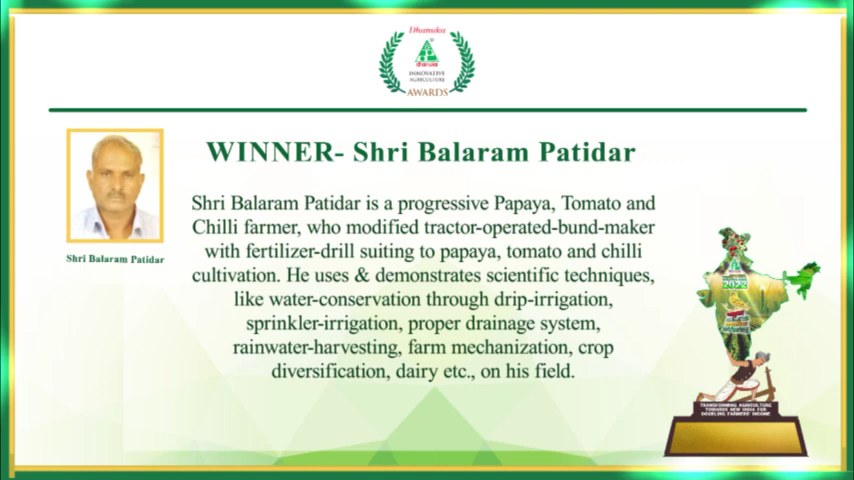 Dhanuka
dhanuka
INNOVATIVE
AGRICULTURE
AWARDS
WINNER- Shri Balaram Patidar
Shri Balaram Patidar
Shri Balaram Patidar is a progressive Papaya, Tomato and
Chilli farmer, who modified tractor-operated-bund-maker
with fertilizer-drill suiting to papaya, tomato and chilli
cultivation. He uses & demonstrates scientific techniques,
like water-conservation through drip-irrigation,
sprinkler-irrigation, proper drainage system,
rainwater-harvesting, farm mechanization, crop
diversification, dairy etc., on his field.
2022
TRANSFORMING AGRICULTURE
TOWARDS NEW INDIA FOR
DOUBLING FARMERS' INCOME